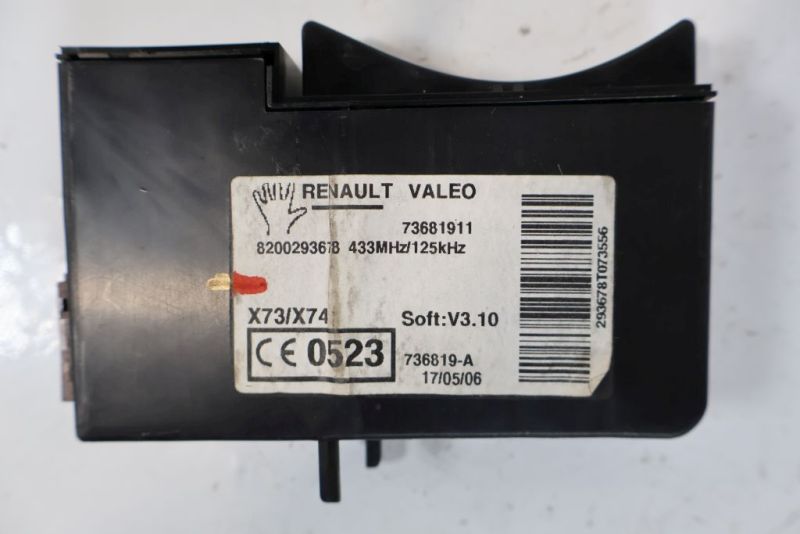 RENAULT VALEO
73681911
8200293678 433MHz/125kHz
X73/X74 Soft:V3.10
CE 0523 736819-A
17/05/06
293678T073556